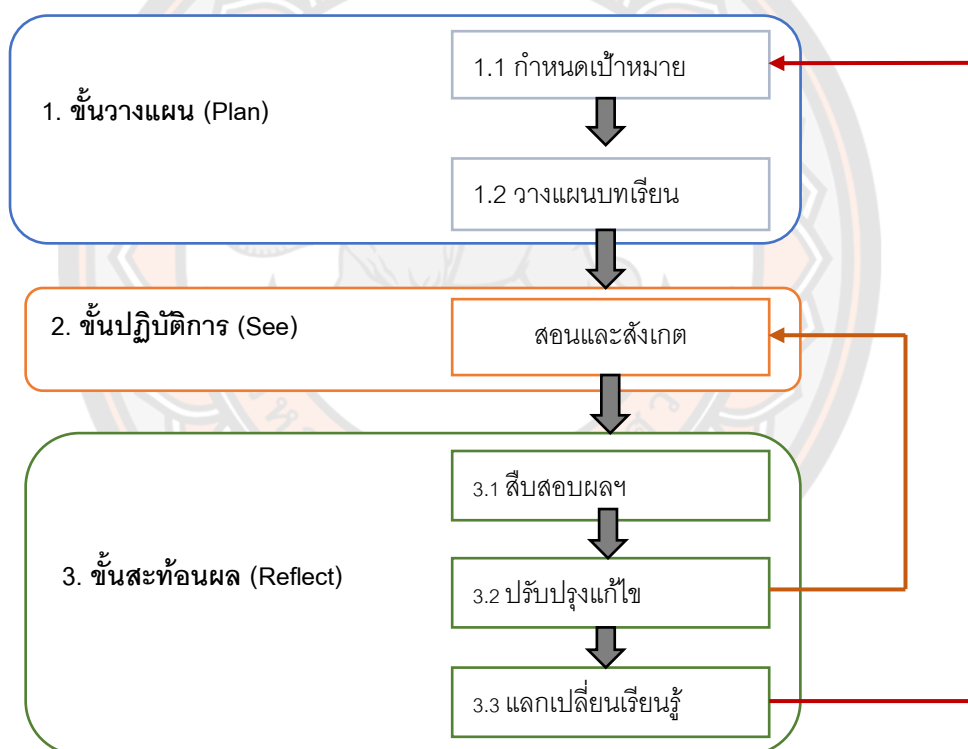 1.1 กำหนดเป้าหมาย
1. ขั้นวางแผน (Plan)
1.2 วางแผนบทเรียน
2. ขั้นปฏิบัติการ (See)
สอนและสังเกต
3.1 สืบสอบผลฯ
3. ขั้นสะท้อนผล (Reflect)
3.2 ปรับปรุงแก้ไข
3.3 แลกเปลี่ยนเรียนรู้